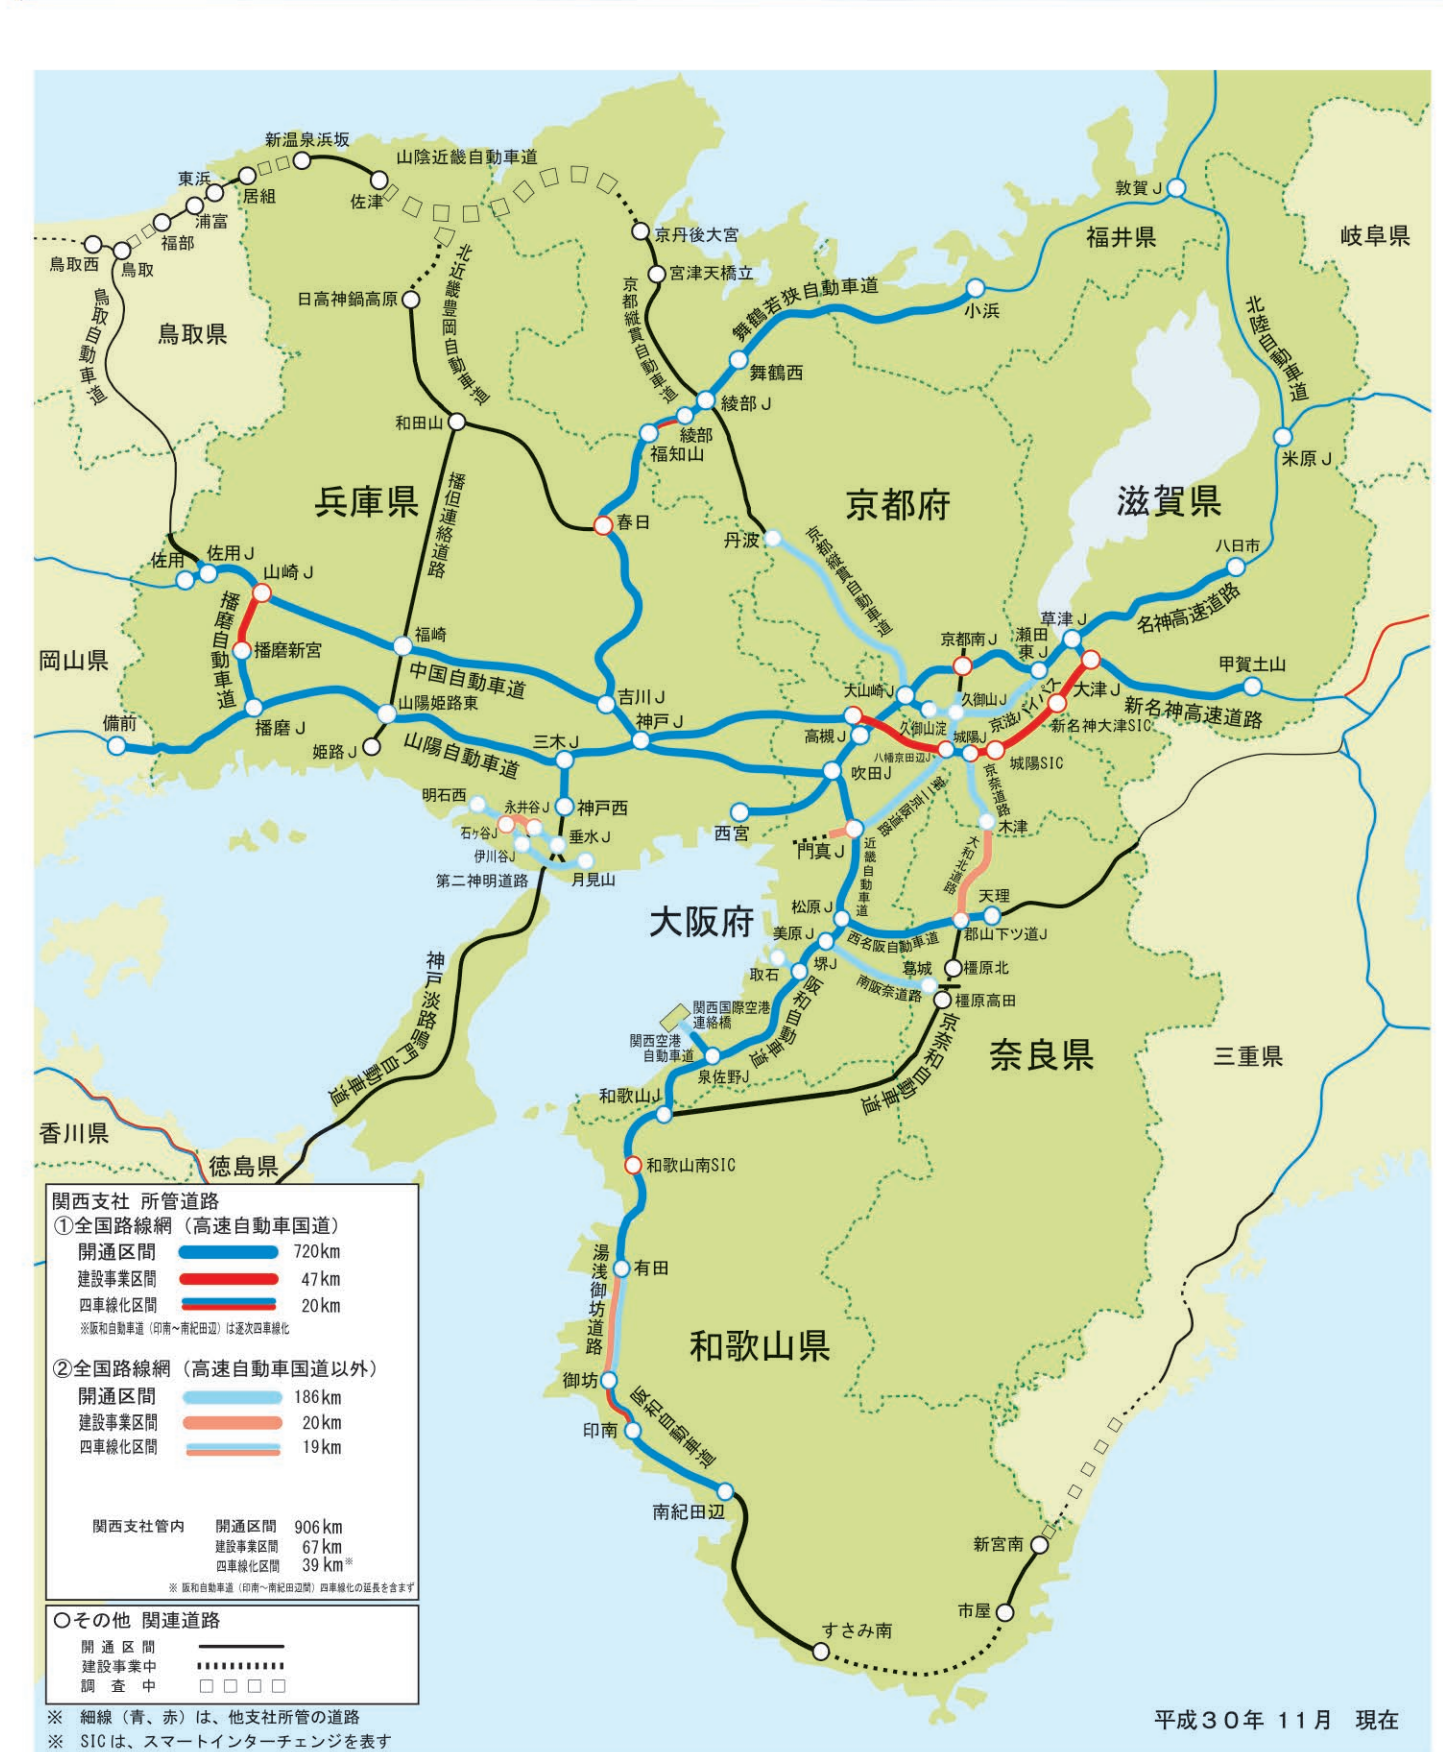 新温泉浜坂
山陰近畿自動車道
東浜
居組
佐津
浦富
福部
鳥取西
鳥取
敦賀J
福井県
岐阜県
京丹後大宮
宮津天橋立
日高神鍋高原
北近畿豊岡自動車道
京都縦貫自動車道
舞鶴若狭自動車道
小浜
北陸自動車道
鳥取自動車道
鳥取県
舞鶴西
綾部J
綾部
福知山
和田山
米原J
兵庫県
播但連絡道路
京都府
滋賀県
春日
丹波
京都縦貫自動車道
八日市
佐用
佐用J
山崎J
播磨自動車道
名神高速道路
草津J
瀬田東J
京都南J
福崎
播磨新宮
岡山県
中国自動車道
甲賀土山
大津J
大山崎J
久御山J
京滋バイパス
新名神高速道路
吉川J
山陽姫路東
備前
播磨J
神戸J
高槻J
久御山淀
城陽J
新名神大津SIC
姫路J
山陽自動車道
三木J
八幡京田辺J
城陽SIC
吹田J
京奈道路
第二京阪道路
明石西
永井谷J
神戸西
西宮
木津
石ヶ谷J
垂水J
門真J
近畿自動車道
大和北道路
伊川谷J
第二神明道路
月見山
天理
松原J
大阪府
美原J
西名阪自動車道
郡山下ツ道J
取石
堺J
葛城
橿原北
南阪奈道路
橿原高田
神戸淡路鳴門自動車道
阪和自動車道
関西国際空港
連絡橋
関西空港
自動車道
泉佐野J
京奈和自動車道
奈良県
三重県
和歌山J
香川県
徳島県
和歌山南SIC
湯浅御坊道路
有田
和歌山県
御坊
阪和自動車道
印南
南紀田辺
新宮南
市屋
すさみ南
関西支社 所管道路
①全国路線網（高速自動車国道）
開通区間 720km
建設事業区間 47km
四車線化区間 20km
※阪和自動車道（印南～南紀田辺）は逐次四車線化
②全国路線網（高速自動車国道以外）
開通区間 186km
建設事業区間 20km
四車線化区間 19km
関西支社管内 開通区間 906km
建設事業区間 67km
四車線化区間 39km※
※ 阪和自動車道（印南～南紀田辺間）四車線化の延長を含まず
○その他 関連道路
開通区間
建設事業中
調査中
※ 細線（青、赤）は、他支社所管の道路
※ SICは、スマートインターチェンジを表す
平成30年 11月 現在